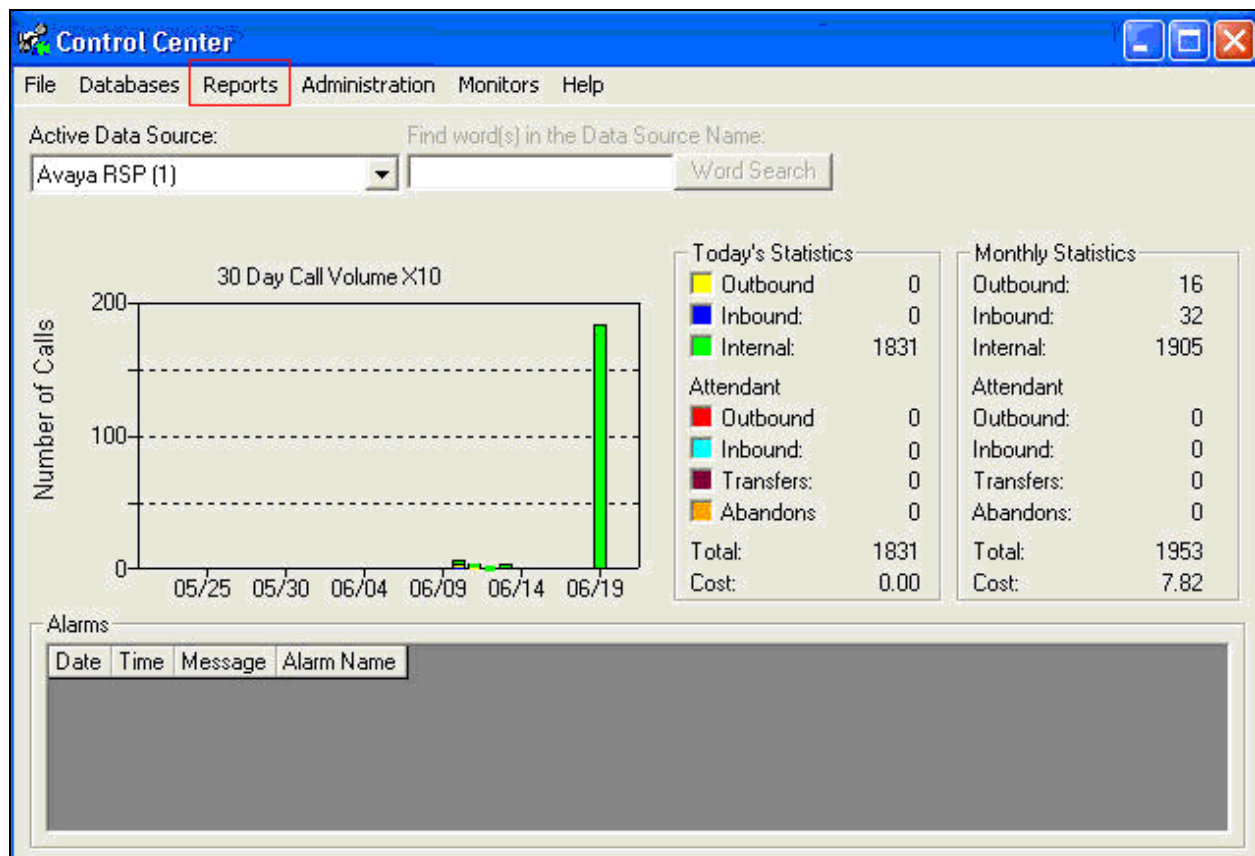 Control Center
File Databases Reports Administration Monitors Help
Active Data Source:
Find word(s) in the Data Source Name:
Avaya RSP (1)
Word Search
30 Day Call Volume X10
Number of Calls
200
100
0
05/25 05/30 06/04 06/09 06/14 06/19
Today's Statistics
Outbound 0
Inbound: 0
Internal: 1831
Attendant
Outbound 0
Inbound: 0
Transfers: 0
Abandons 0
Total: 1831
Cost: 0.00
Monthly Statistics
Outbound: 16
Inbound: 32
Internal: 1905
Attendant
Outbound: 0
Inbound: 0
Transfers: 0
Abandons: 0
Total: 1953
Cost: 7.82
Alarms
Date Time Message Alarm Name